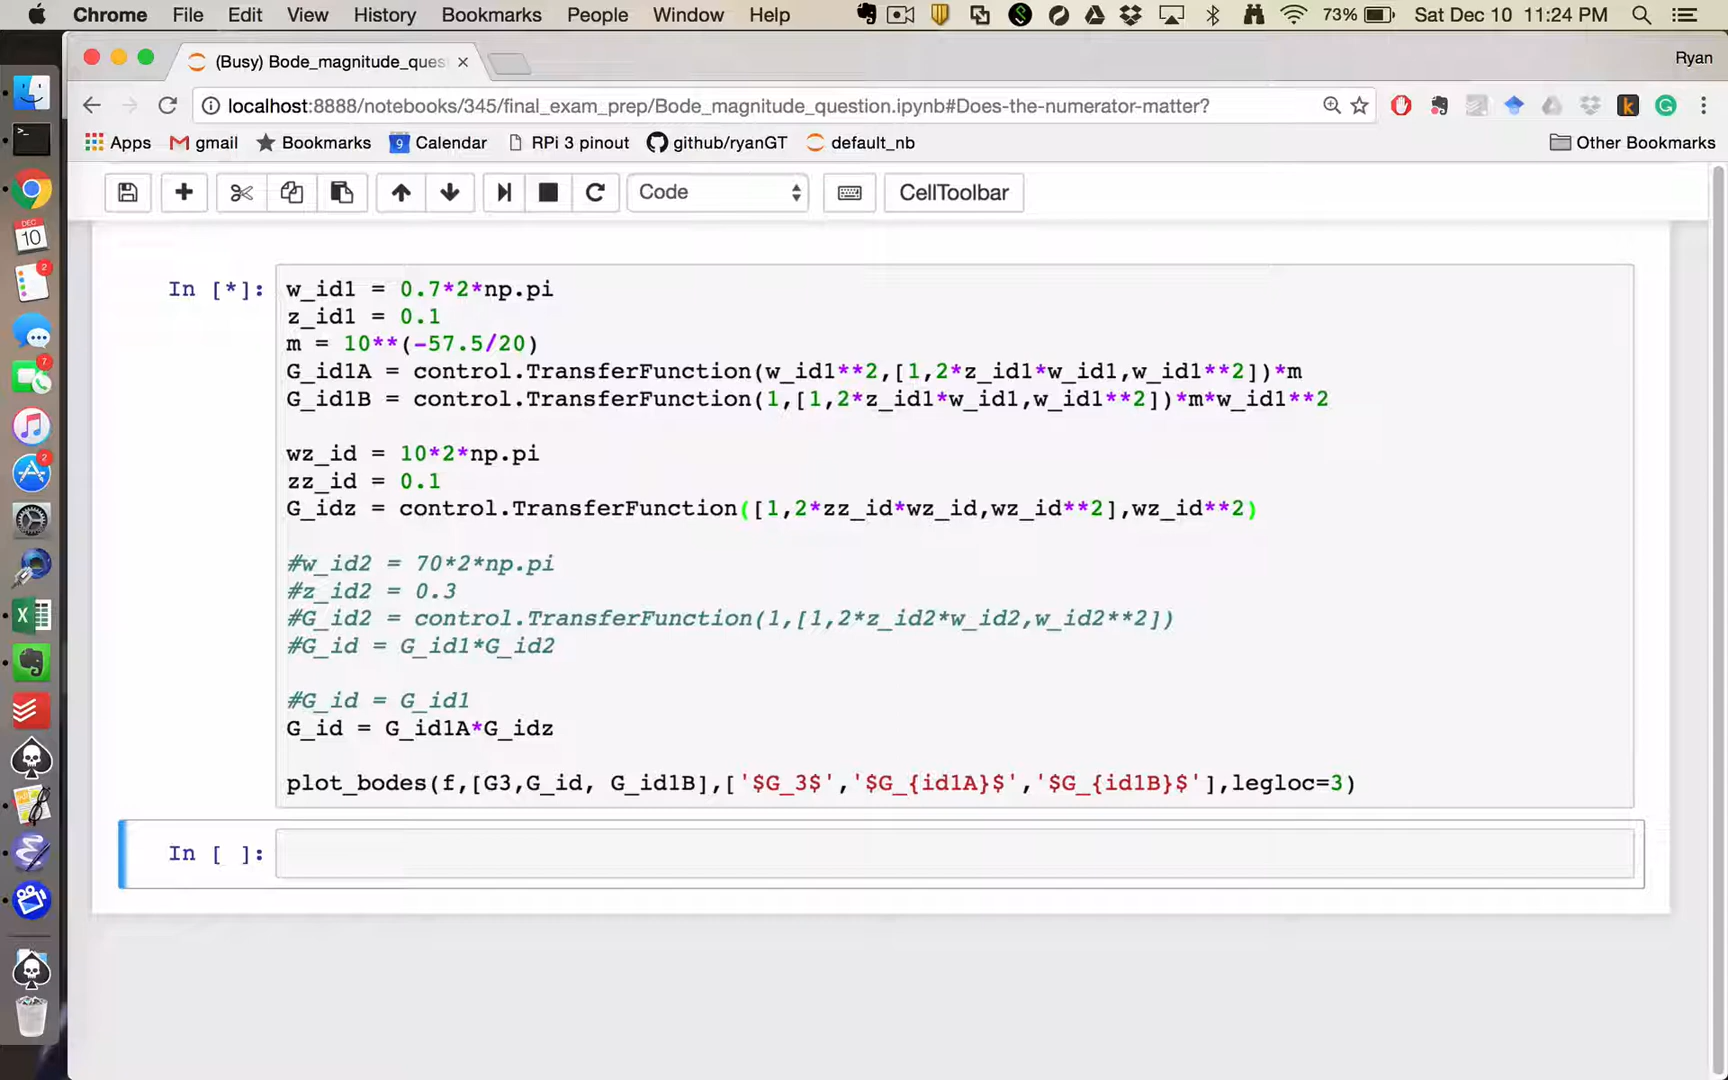 Chrome File Edit View History Bookmarks People Window Help 73% Sat Dec 10 11:24 PM
(Busy) Bode_magnitude_ques × Ryan
localhost:8888/notebooks/345/final_exam_prep/Bode_magnitude_question.ipynb#Does-the-numerator-matter?
Apps gmail Bookmarks 9 Calendar RPi 3 pinout github/ryanGT default_nb Other Bookmarks
Code CellToolbar
In [*]: w_id1 = 0.7*2*np.pi
z_id1 = 0.1
m = 10**(-57.5/20)
G_id1A = control.TransferFunction(w_id1**2,[1,2*z_id1*w_id1,w_id1**2])*m
G_id1B = control.TransferFunction(1,[1,2*z_id1*w_id1,w_id1**2])*m*w_id1**2
wz_id = 10*2*np.pi
zz_id = 0.1
G_idz = control.TransferFunction([1,2*zz_id*wz_id,wz_id**2],wz_id**2)
#w_id2 = 70*2*np.pi
#z_id2 = 0.3
#G_id2 = control.TransferFunction(1,[1,2*z_id2*w_id2,w_id2**2])
#G_id = G_id1*G_id2
#G_id = G_id1
G_id = G_id1A*G_idz
plot_bodes(f,[G3,G_id, G_id1B],['$G_3$','$G_{id1A}$','$G_{id1B}$'],legloc=3)
In [ ]:
DEC
10
2
7
2